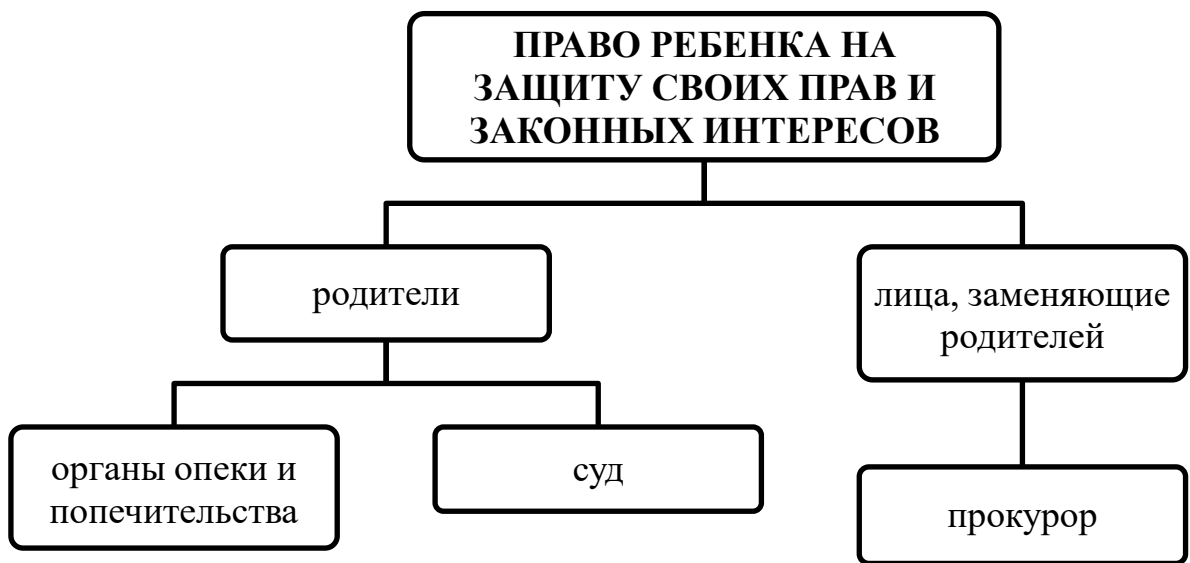 ПРАВО РЕБЕНКА НА
ЗАЩИТУ СВОИХ ПРАВ И
ЗАКОННЫХ ИНТЕРЕСОВ
родители
лица, заменяющие
родителей
органы опеки и
попечительства
суд
прокурор